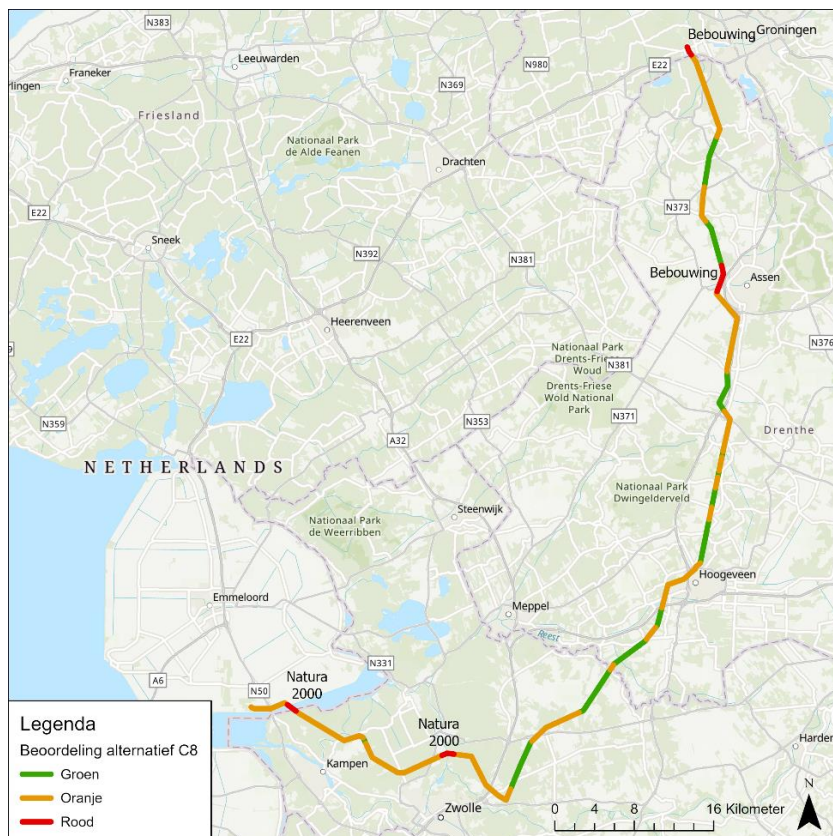 N383
Bebouwing
Groningen
Leeuwarden
Franeker
N980
E22
N369
Friesland
Nationaal Park
de Alde Feanen
Drachten
E22
N373
Sneek
N392
N381
Bebouwing
Assen
Heerenveen
E22
Nationaal Park
Drents-Friese
Woud
Drents-Friese
Wold National
Park
N381
N376
N359
A32
N353
N371
Drenthe
NETHERLANDS
Nationaal Park
Dwingelderveld
Steenwijk
Nationaal Park
de Weerribben
Hoogeveen
Emmeloord
Meppel
Reest
N331
A6
N50
Natura
2000
Natura
2000
Kampen
Harden
Zwolle
Legenda
Beoordeling alternatief C8
Groen
Oranje
Rood
0 4 8 16 Kilometer
N